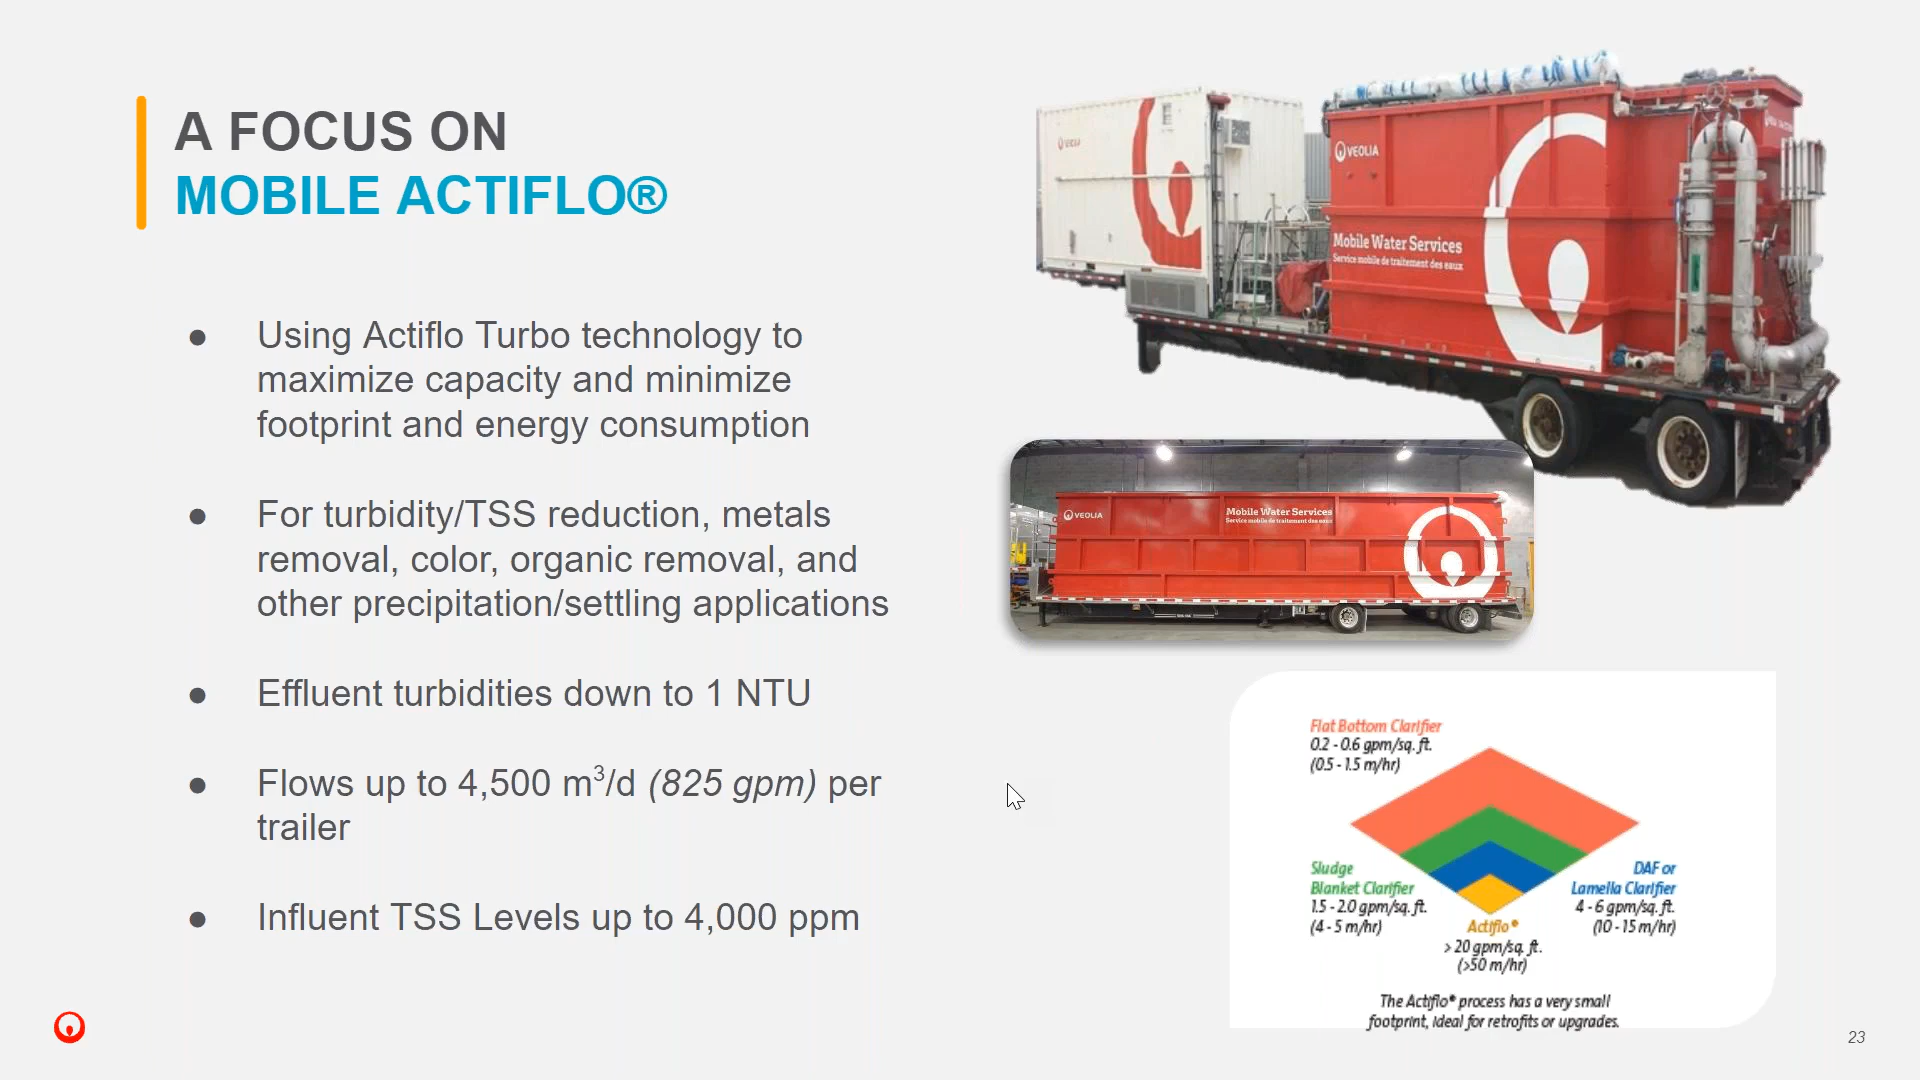 A FOCUS ON
MOBILE ACTIFLO®
● Using Actiflo Turbo technology to
maximize capacity and minimize
footprint and energy consumption
● For turbidity/TSS reduction, metals
removal, color, organic removal, and
other precipitation/settling applications
● Effluent turbidities down to 1 NTU
● Flows up to 4,500 m³/d (825 gpm) per
trailer
● Influent TSS Levels up to 4,000 ppm
VEOLIA
Mobile Water Services
Service mobile de traitement des eaux
VEOLIA
Mobile Water Services
Service mobile de traitement des eaux
Flat Bottom Clarifier
0.2 - 0.6 gpm/sq. ft.
(0.5 - 1.5 m/hr)
Sludge
Blanket Clarifier
1.5 - 2.0 gpm/sq. ft.
(4 - 5 m/hr)
DAF or
Lamella Clarifier
4 - 6 gpm/sq. ft.
(10 - 15 m/hr)
Actiflo®
> 20 gpm/sq. ft.
(>50 m/hr)
The Actiflo® process has a very small
footprint, ideal for retrofits or upgrades.
23